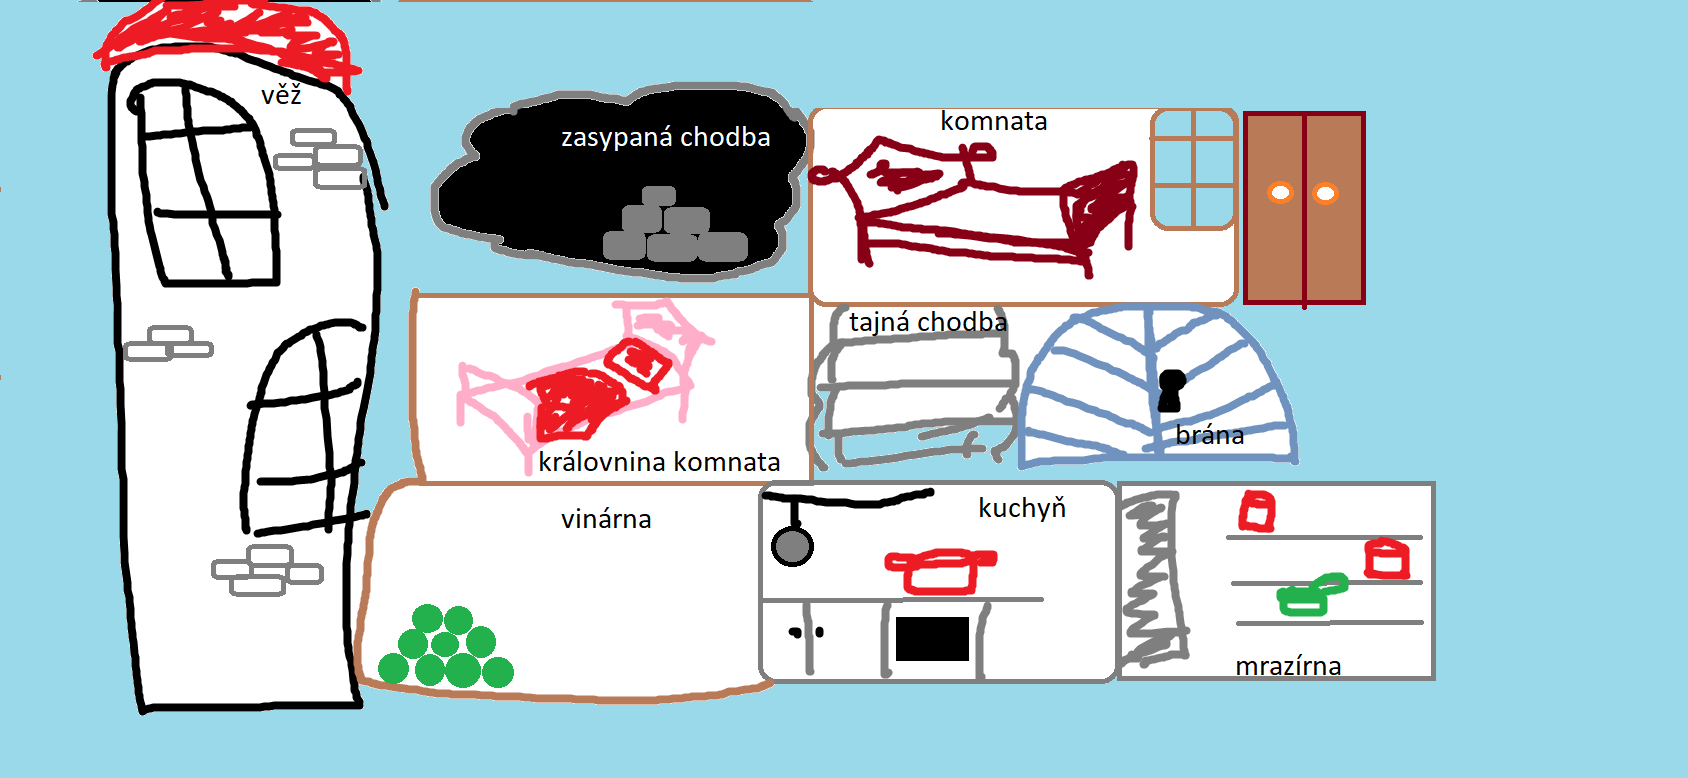 věž
zasypaná chodba
komnata
tajná chodba
brána
královnina komnata
vinárna
kuchyň
mrazírna